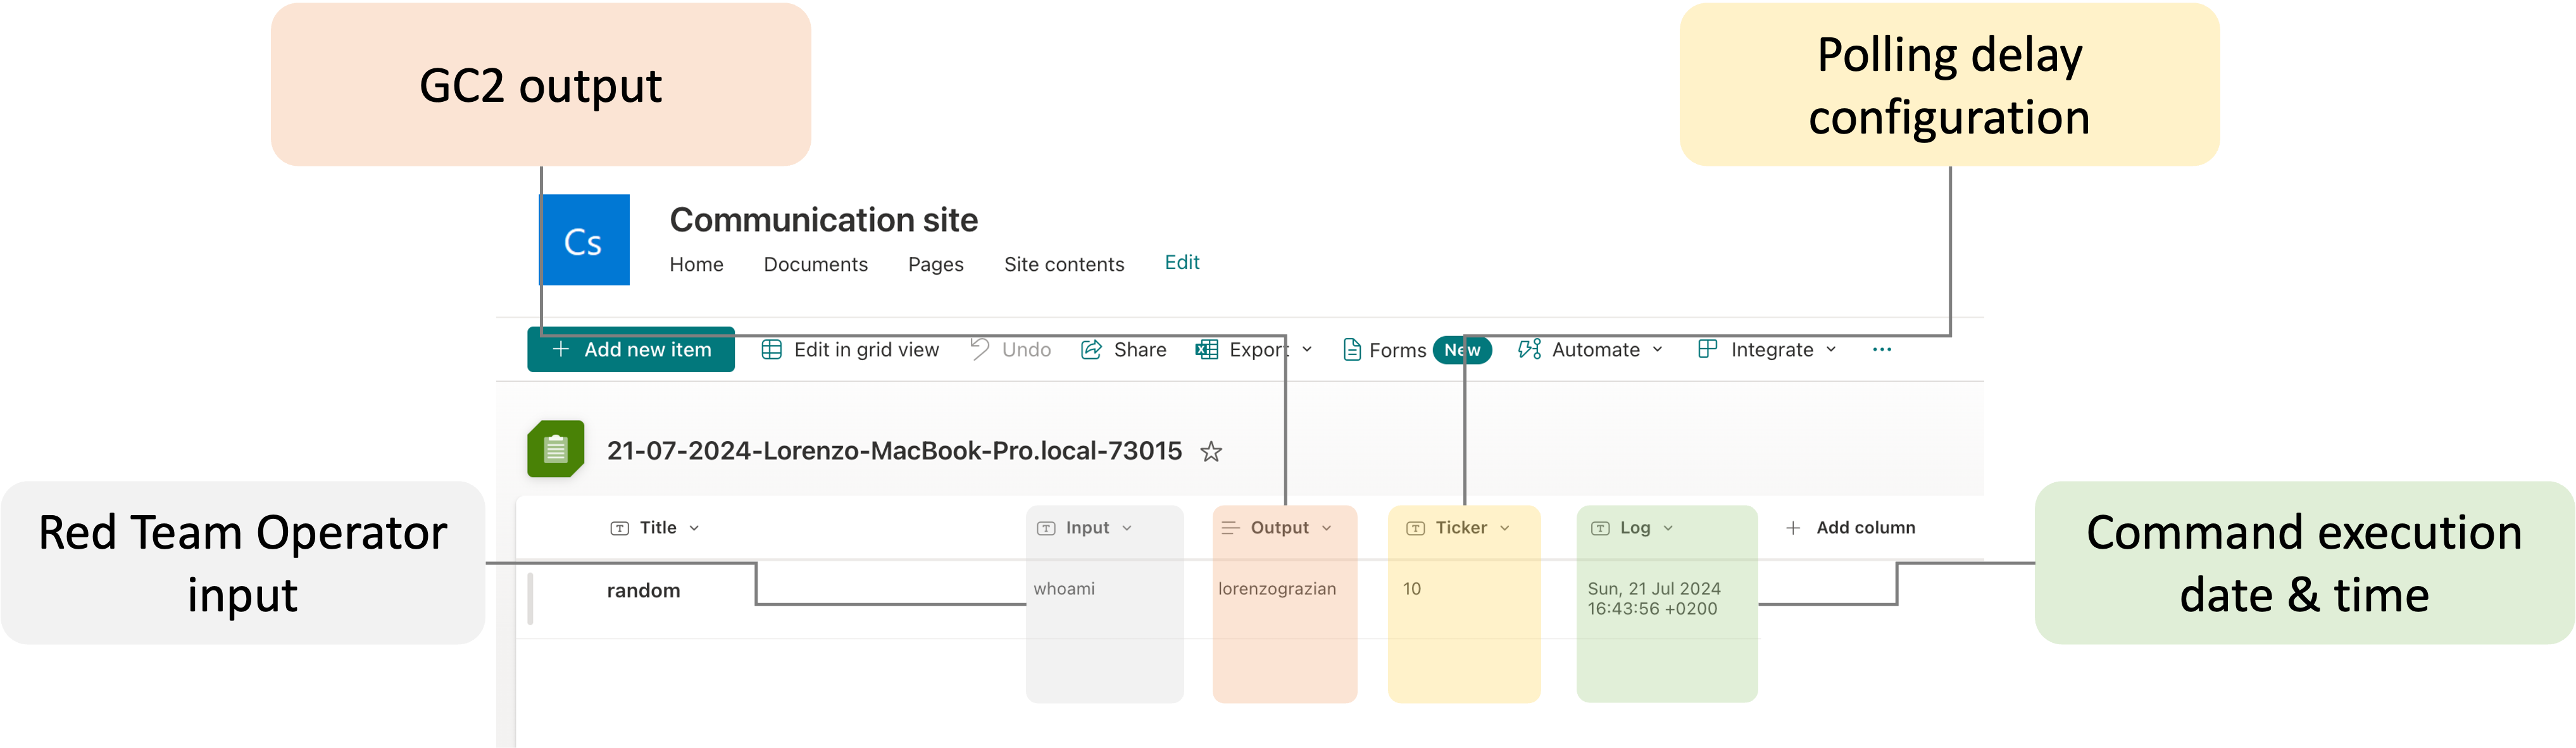 GC2 output
Polling delay
configuration
Cs
Communication site
Home Documents Pages Site contents Edit
+ Add new item Edit in grid view Undo Share Export Forms New Automate Integrate ...
21-07-2024-Lorenzo-MacBook-Pro.local-73015
Red Team Operator
input
Title Input Output Ticker Log + Add column
random whoami lorenzograzian 10 Sun, 21 Jul 2024
16:43:56 +0200
Command execution
date & time